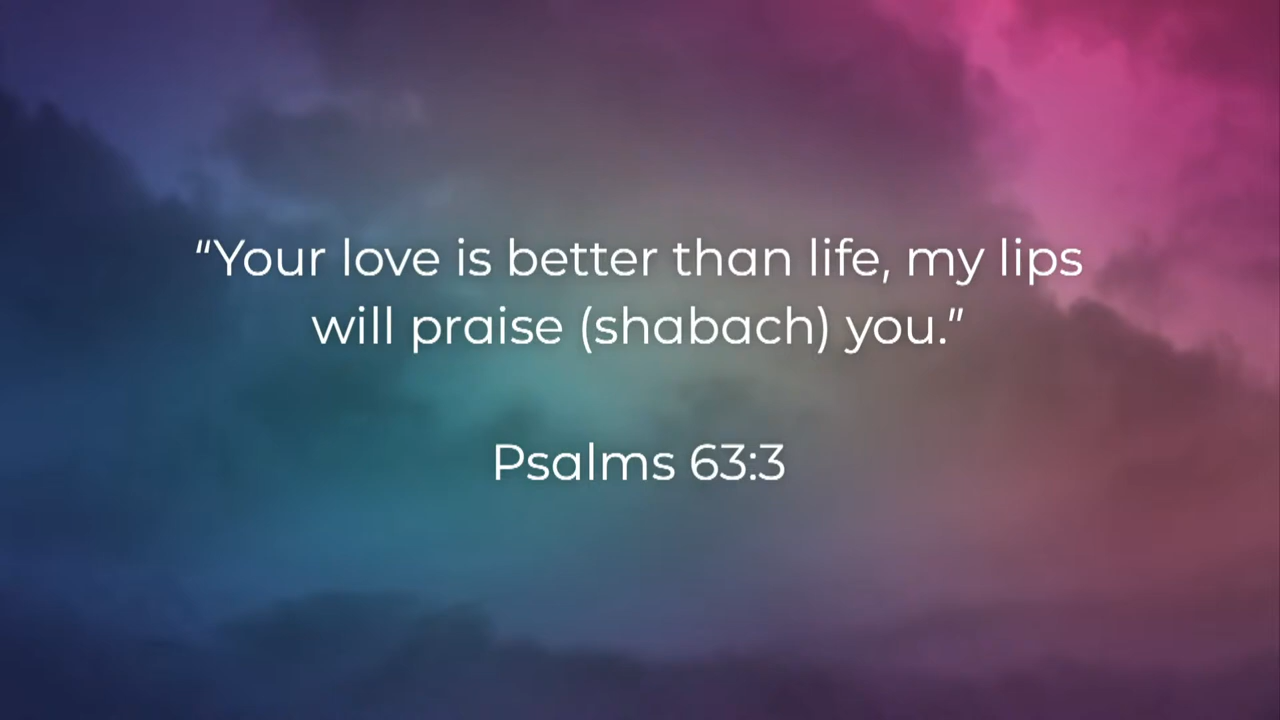 “Your love is better than life, my lips
will praise (shabach) you.”
Psalms 63:3